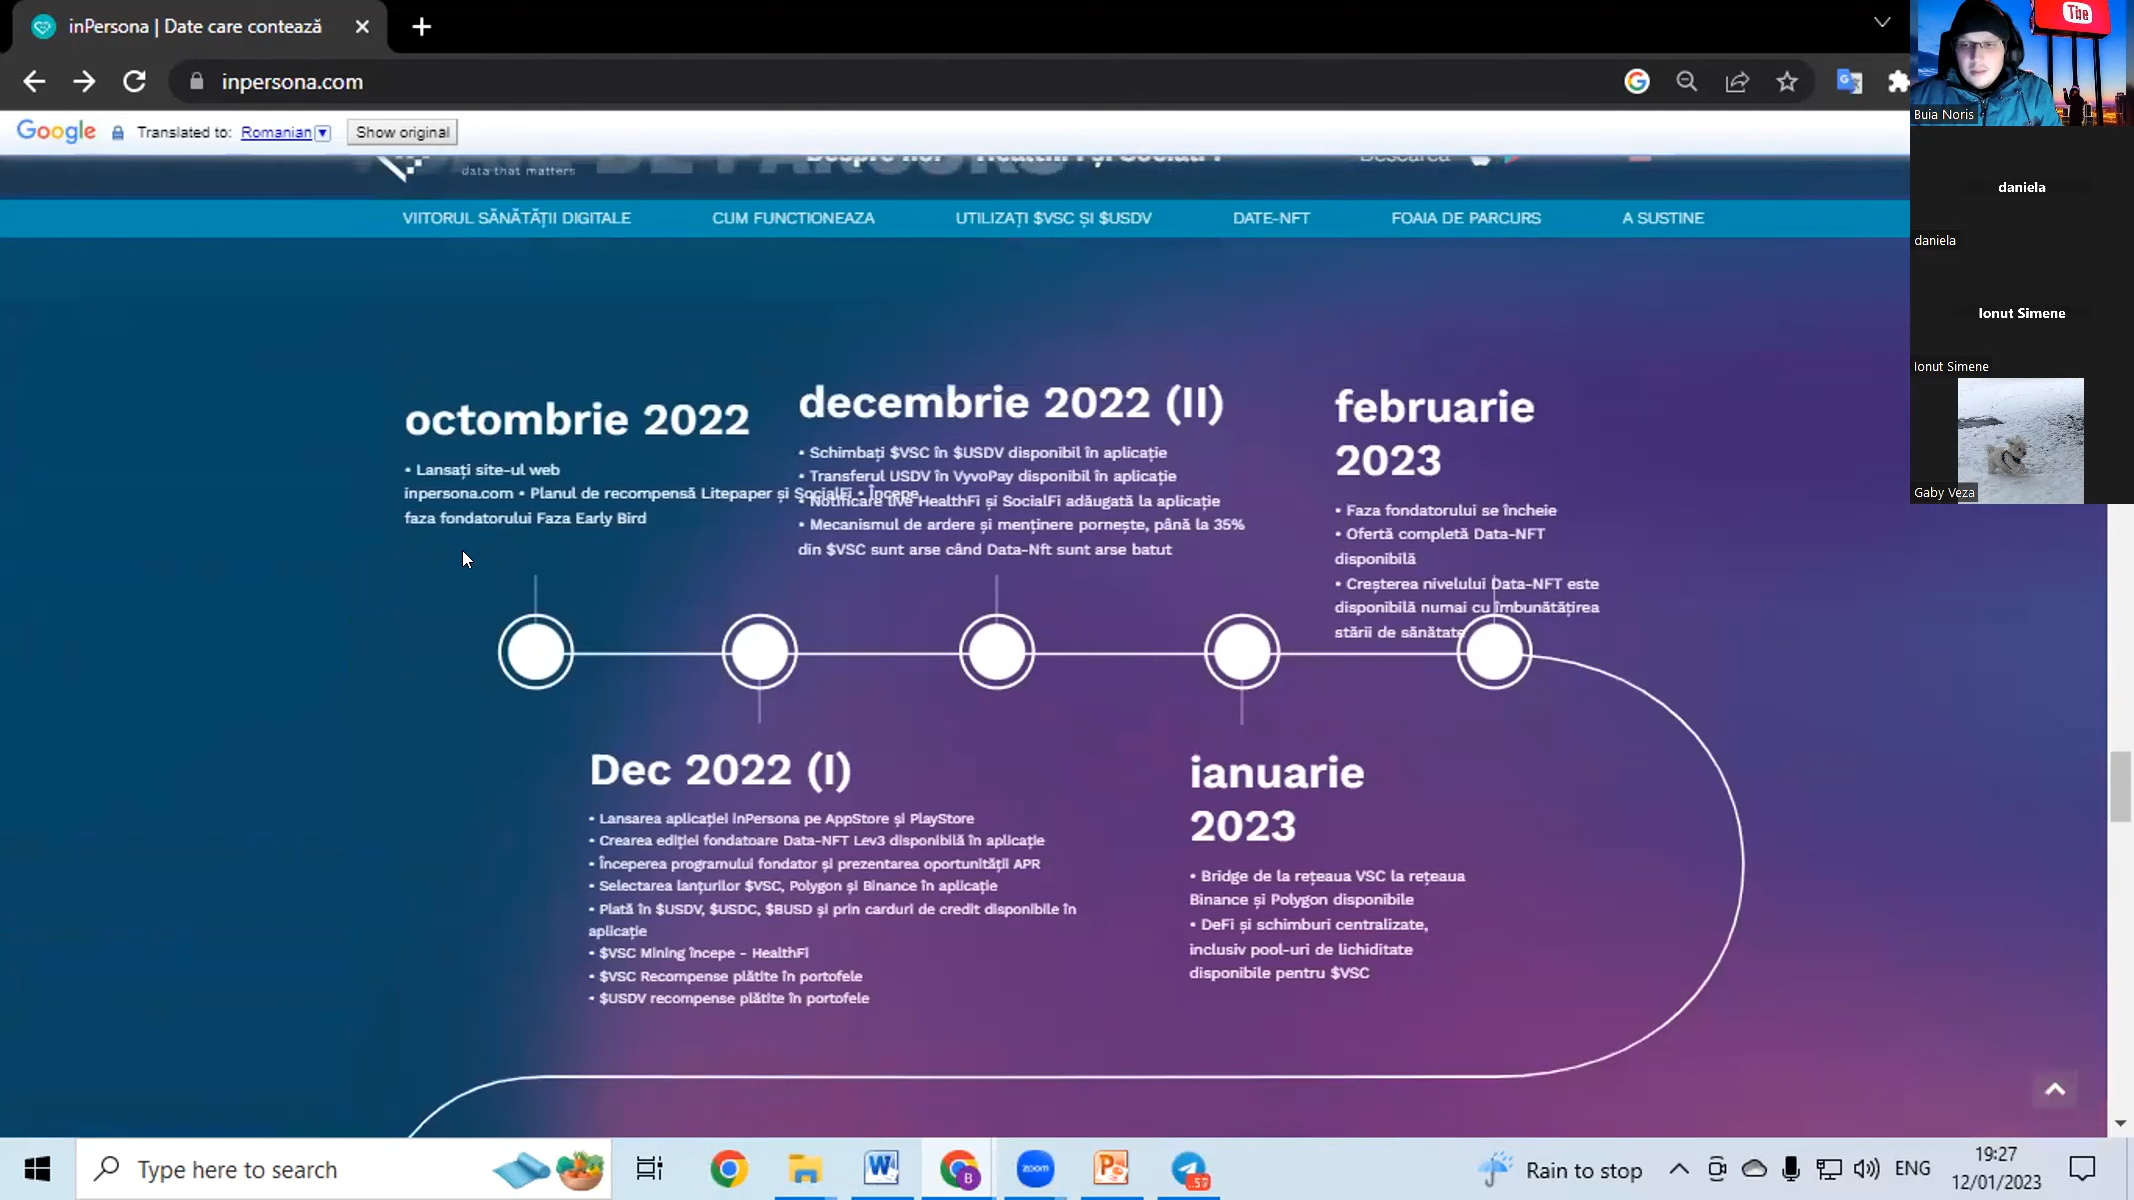 inPersona | Date care contează
inpersona.com
Google Translated to: Romanian Show original
data that matters
VIITORUL SĂNĂTĂȚII DIGITALE CUM FUNCTIONEAZA UTILIZAȚI $VSC ȘI $USDV DATE-NFT FOAIA DE PARCURS A SUSTINE
octombrie 2022
• Lansați site-ul web
inpersona.com • Planul de recompensă Litepaper și SocialFi • Începe
faza fondatorului Faza Early Bird
decembrie 2022 (II)
• Schimbați $VSC în $USDV disponibil în aplicație
• Transferul USDV în VyvoPay disponibil în aplicație
• Notificare live HealthFi și SocialFi adăugată la aplicație
• Mecanismul de ardere și menținere pornește, până la 35%
din $VSC sunt arse când Data-Nft sunt arse batut
februarie
2023
• Faza fondatorului se încheie
• Ofertă completă Data-NFT
disponibilă
• Creșterea nivelului Data-NFT este
disponibilă numai cu îmbunătățirea
stării de sănătate
Dec 2022 (I)
• Lansarea aplicației inPersona pe AppStore și PlayStore
• Crearea ediției fondatoare Data-NFT Lev3 disponibilă în aplicație
• Începerea programului fondator și prezentarea oportunității APR
• Selectarea lanțurilor $VSC, Polygon și Binance în aplicație
• Plată în $USDV, $USDC, $BUSD și prin carduri de credit disponibile în
aplicație
• $VSC Mining începe - HealthFi
• $VSC Recompense plătite în portofele
• $USDV recompense plătite în portofele
ianuarie
2023
• Bridge de la rețeaua VSC la rețeaua
Binance și Polygon disponibile
• DeFi și schimburi centralizate,
inclusiv pool-uri de lichiditate
disponibile pentru $VSC
Buia Noris
daniela
daniela
Ionut Simene
Ionut Simene
Gaby Veza
Type here to search
zoom
Rain to stop
ENG
19:27
12/01/2023